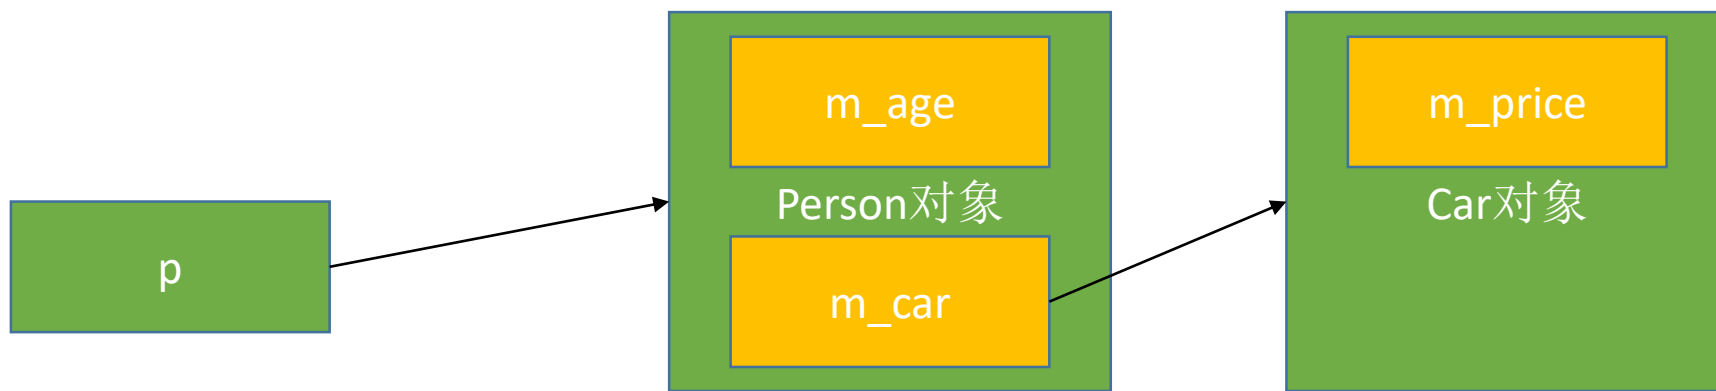 p
m_age
Person对象
m_car
m_price
Car对象